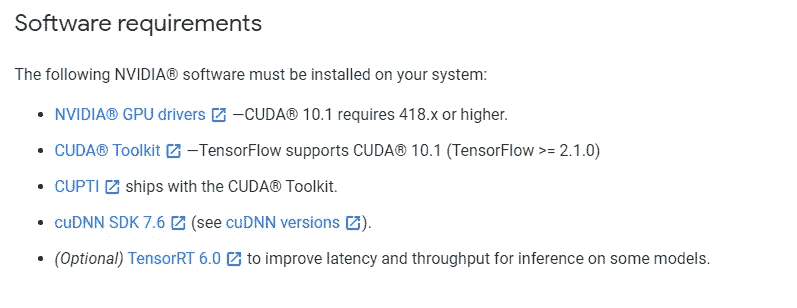 Software requirements
The following NVIDIA® software must be installed on your system:
• NVIDIA® GPU drivers —CUDA® 10.1 requires 418.x or higher.
• CUDA® Toolkit —TensorFlow supports CUDA® 10.1 (TensorFlow >= 2.1.0)
• CUPTI ships with the CUDA® Toolkit.
• cuDNN SDK 7.6 (see cuDNN versions ).
• (Optional) TensorRT 6.0 to improve latency and throughput for inference on some models.